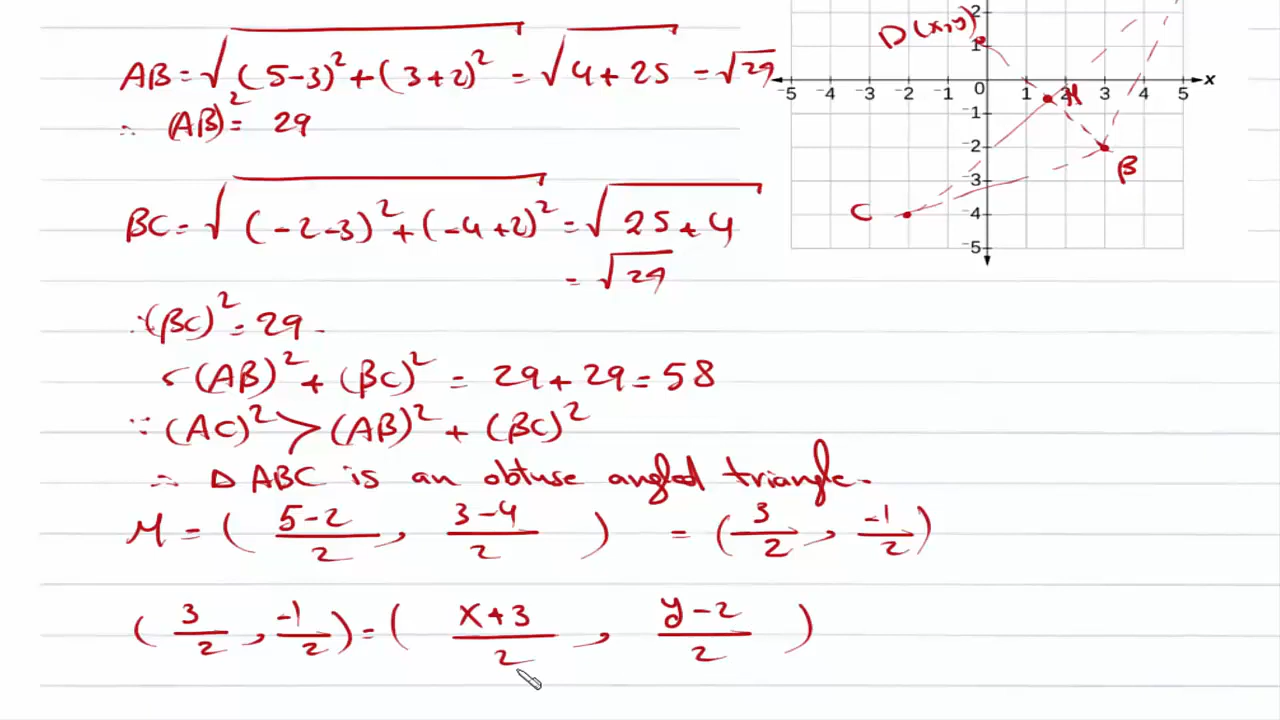 AB = √(5-3)² + (3+2)² = √4+25 = √29
∴ (AB)² = 29
BC = √(-2-3)² + (-4+2)² = √25+4
= √29
∴ (BC)² = 29
, (AB)² + (BC)² = 29 + 29 = 58
∵ (AC)² > (AB)² + (BC)²
∴ Δ ABC is an obtuse angled triangle.
M = ( 5-2/2 , 3-4/2 ) = ( 3/2 , -1/2 )
( 3/2 , -1/2 ) = ( x+3/2 , y-2/2 )
2
D(x,y)
1
0
x
-5 -4 -3 -2 -1 1 2 3 4 5
M
-1
-2
B
-3
C
-4
-5